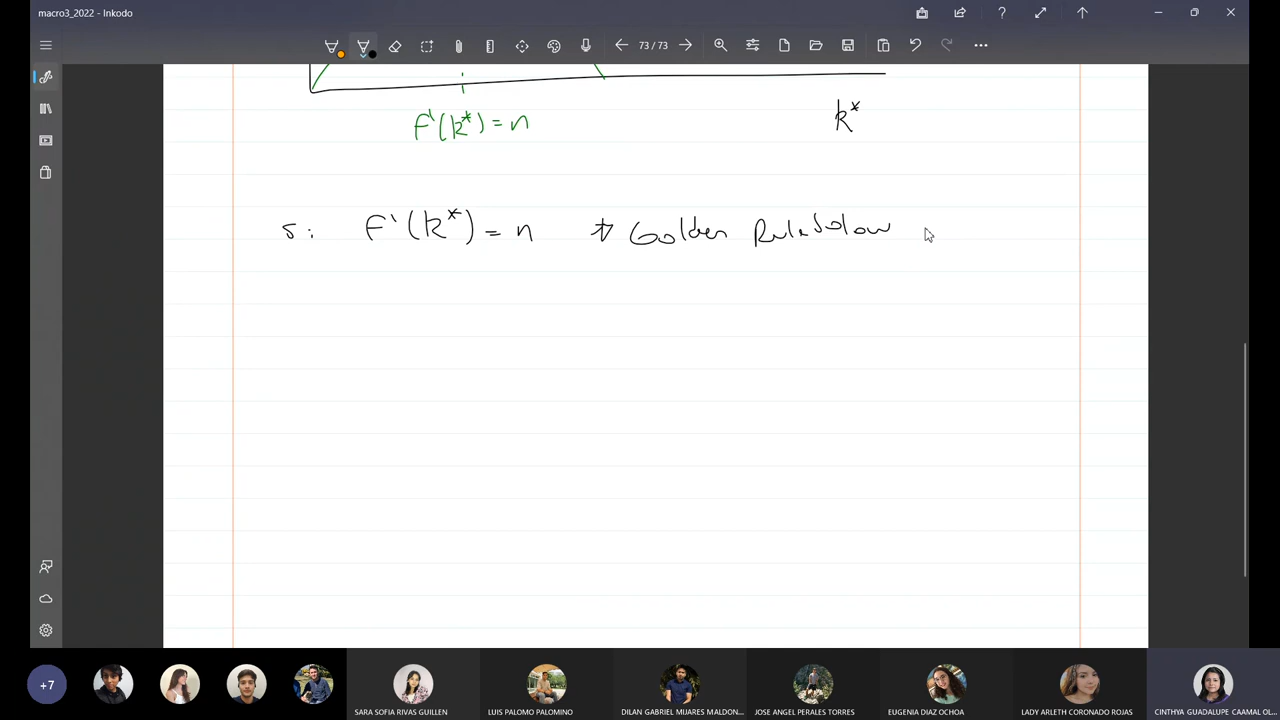 macro3_2022 - Inkodo
73 / 73
f'(k*) = n
k*
s: f'(k*) = n * Golden Rule Solow
+7
SARA SOFIA RIVAS GUILLEN
LUIS PALOMO PALOMINO
DILAN GABRIEL MIJARES MALDON...
JOSE ANGEL PERALES TORRES
EUGENIA DIAZ OCHOA
LADY ARLETH CORONADO ROJAS
CINTHYA GUADALUPE CAAMAL OL...